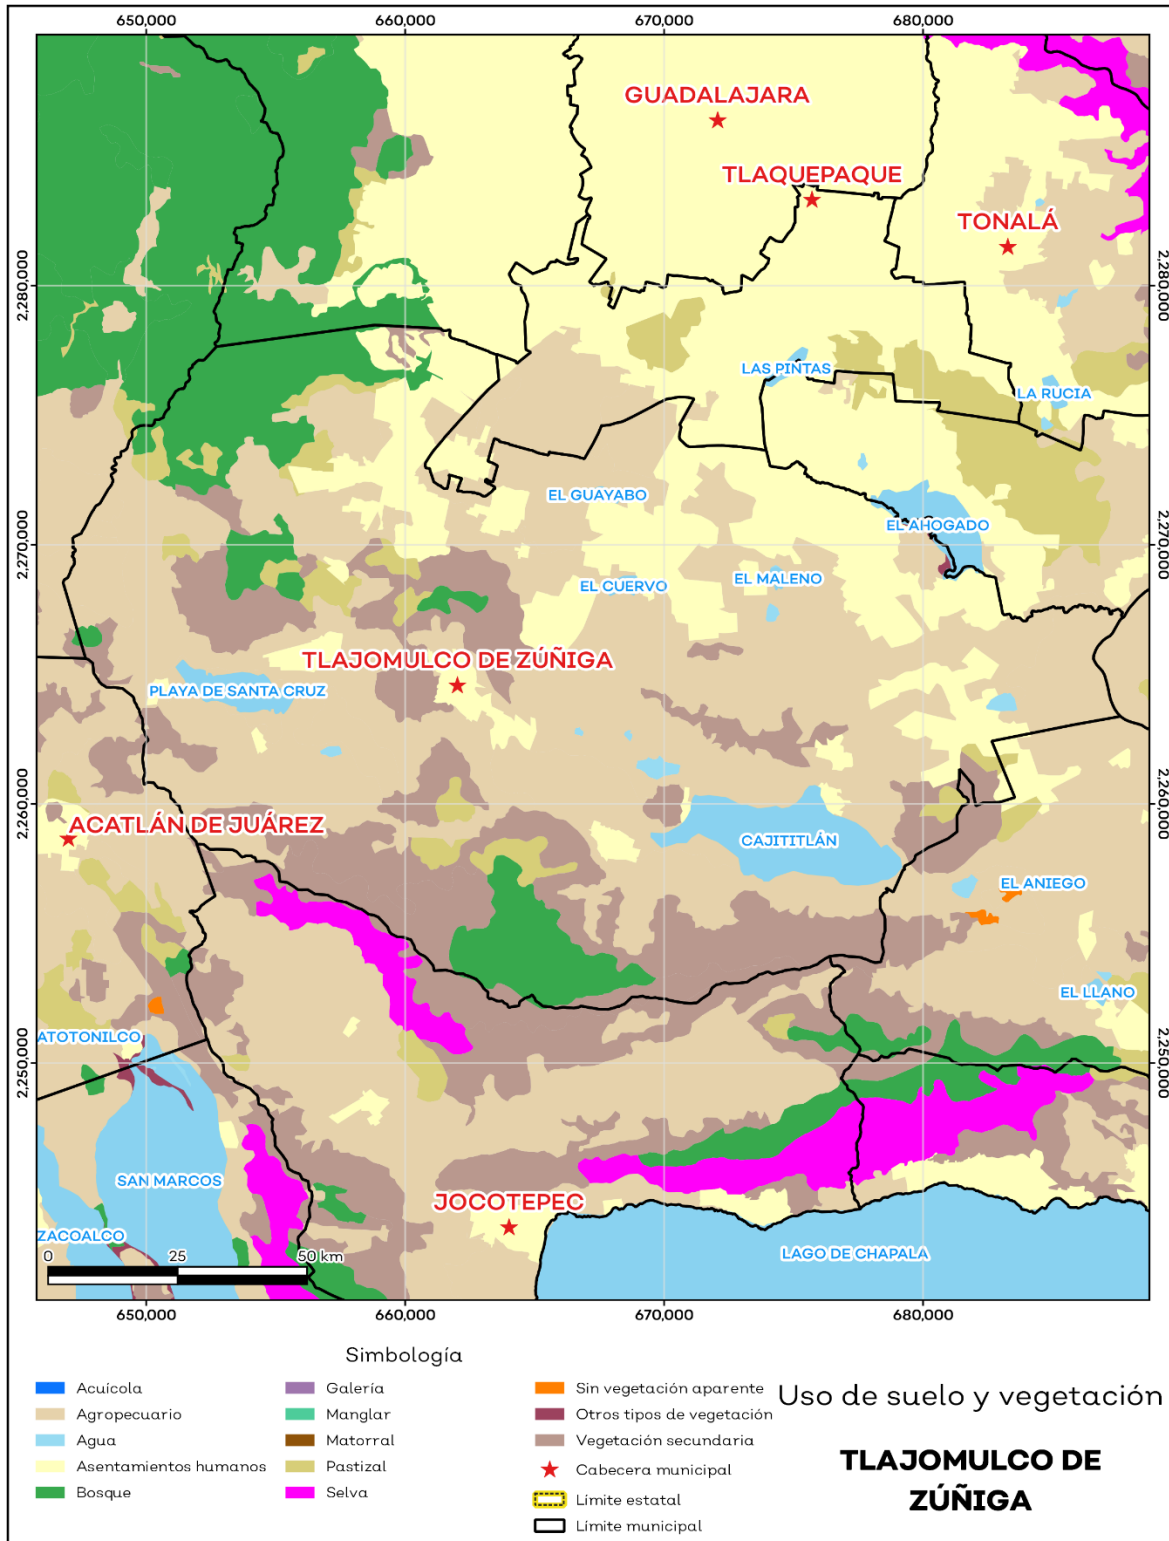 650,000
660,000
670,000
680,000
GUADALAJARA
TLAQUEPAQUE
TONALÁ
2,280,000
2,280,000
LAS PINTAS
LA RUCIA
EL GUAYABO
EL AHOGADO
2,270,000
2,270,000
EL CUERVO
EL MALENO
TLAJOMULCO DE ZÚÑIGA
PLAYA DE SANTA CRUZ
2,260,000
2,260,000
ACATLÁN DE JUÁREZ
CAJITITLÁN
EL ANIEGO
EL LLANO
ATOTONILCO
2,250,000
2,250,000
SAN MARCOS
JOCOTEPEC
ZACOALCO
LAGO DE CHAPALA
0 25 50 km
650,000
660,000
670,000
680,000
Simbología
Acuícola
Agropecuario
Agua
Asentamientos humanos
Bosque
Galería
Manglar
Matorral
Pastizal
Selva
Sin vegetación aparente
Otros tipos de vegetación
Vegetación secundaria
Cabecera municipal
Límite estatal
Límite municipal
Uso de suelo y vegetación
TLAJOMULCO DE
ZÚÑIGA